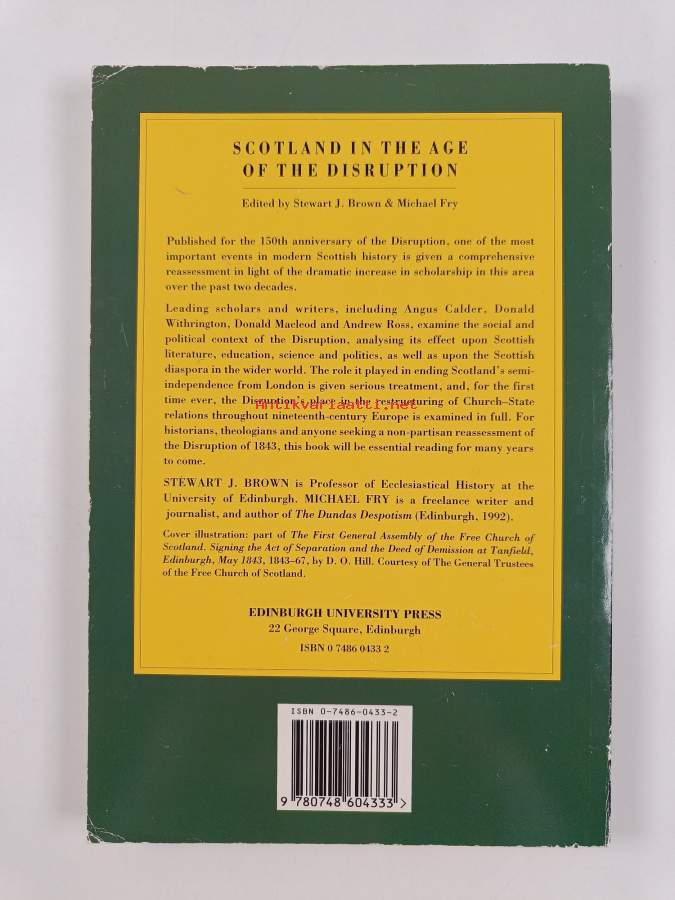 SCOTLAND IN THE AGE
OF THE DISRUPTION
Edited by Stewart J. Brown & Michael Fry
Published for the 150th anniversary of the Disruption, one of the most
important events in modern Scottish history is given a comprehensive
reassessment in light of the dramatic increase in scholarship in this area
over the past two decades.
Leading scholars and writers, including Angus Calder, Donald
Withrington, Donald Macleod and Andrew Ross, examine the social and
political context of the Disruption, analysing its effect upon Scottish
literature, education, science and politics, as well as upon the Scottish
diaspora in the wider world. The role it played in ending Scotland's semi-
independence from London is given serious treatment, and, for the first
time ever, the Disruption's place in the restructuring of Church–State
Antikvariaatti.net
relations throughout nineteenth-century Europe is examined in full. For
historians, theologians and anyone seeking a non-partisan reassessment of
the Disruption of 1843, this book will be essential reading for many years
to come.
STEWART J. BROWN is Professor of Ecclesiastical History at the
University of Edinburgh. MICHAEL FRY is a freelance writer and
journalist, and author of The Dundas Despotism (Edinburgh, 1992).
Cover illustration: part of The First General Assembly of the Free Church of
Scotland. Signing the Act of Separation and the Deed of Demission at Tanfield,
Edinburgh, May 1843, 1843–67, by D. O. Hill. Courtesy of The General Trustees
of the Free Church of Scotland.
EDINBURGH UNIVERSITY PRESS
22 George Square, Edinburgh
ISBN 0 7486 0433 2
ISBN 0-7486-0433-2
9 780748 604333 >